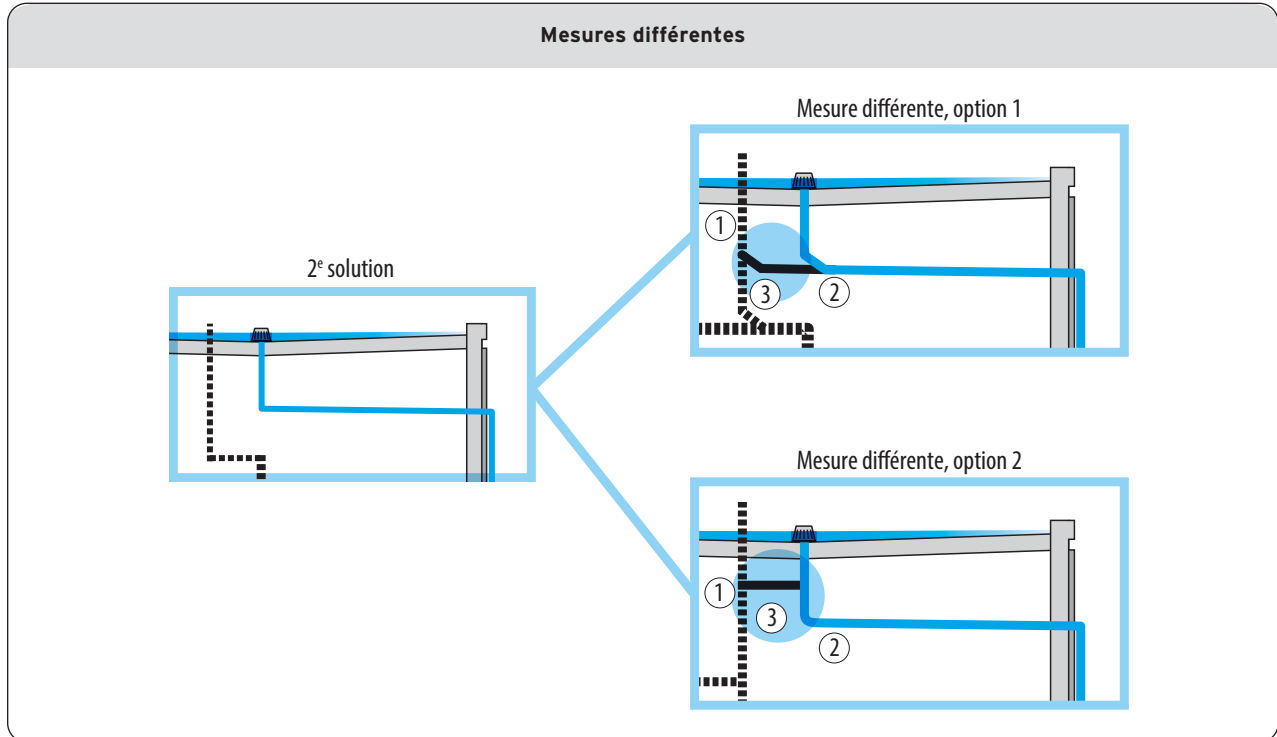 Mesures différentes
2e solution
Mesure différente, option 1
1
3
2
Mesure différente, option 2
1
3
2